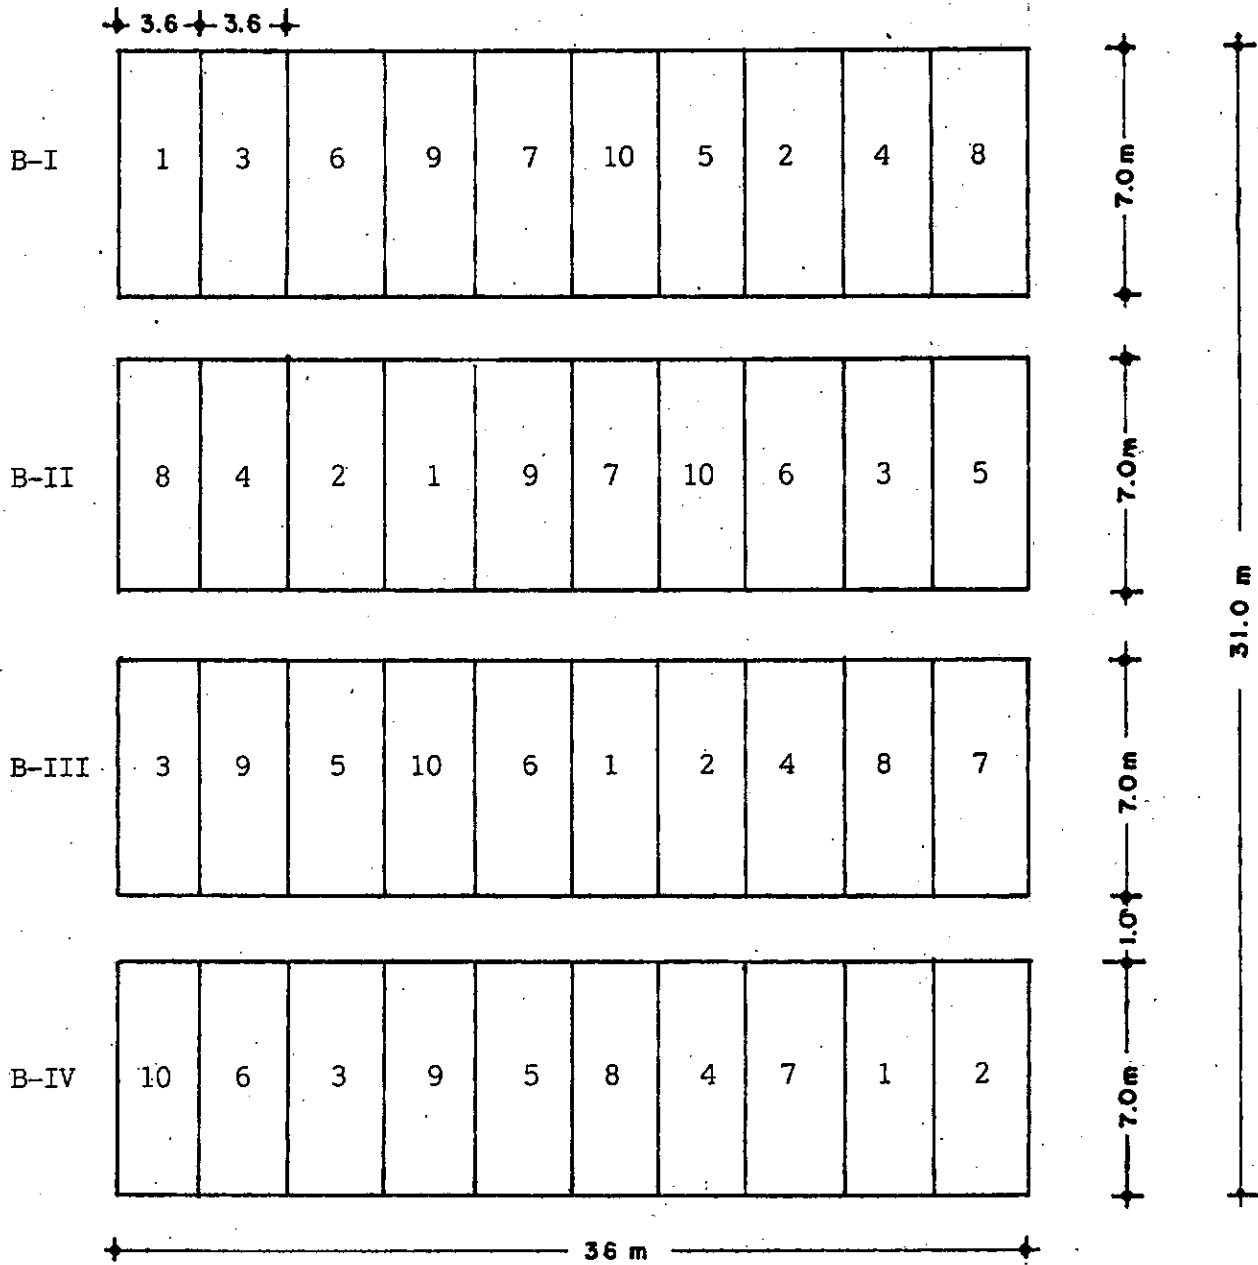 3.6 3.6
B-I 1 3 6 9 7 10 5 2 4 8 7.0m
B-II 8 4 2 1 9 7 10 6 3 5 7.0m
31.0 m
B-III 3 9 5 10 6 1 2 4 8 7 7.0m
1.0
B-IV 10 6 3 9 5 8 4 7 1 2 7.0m
36 m